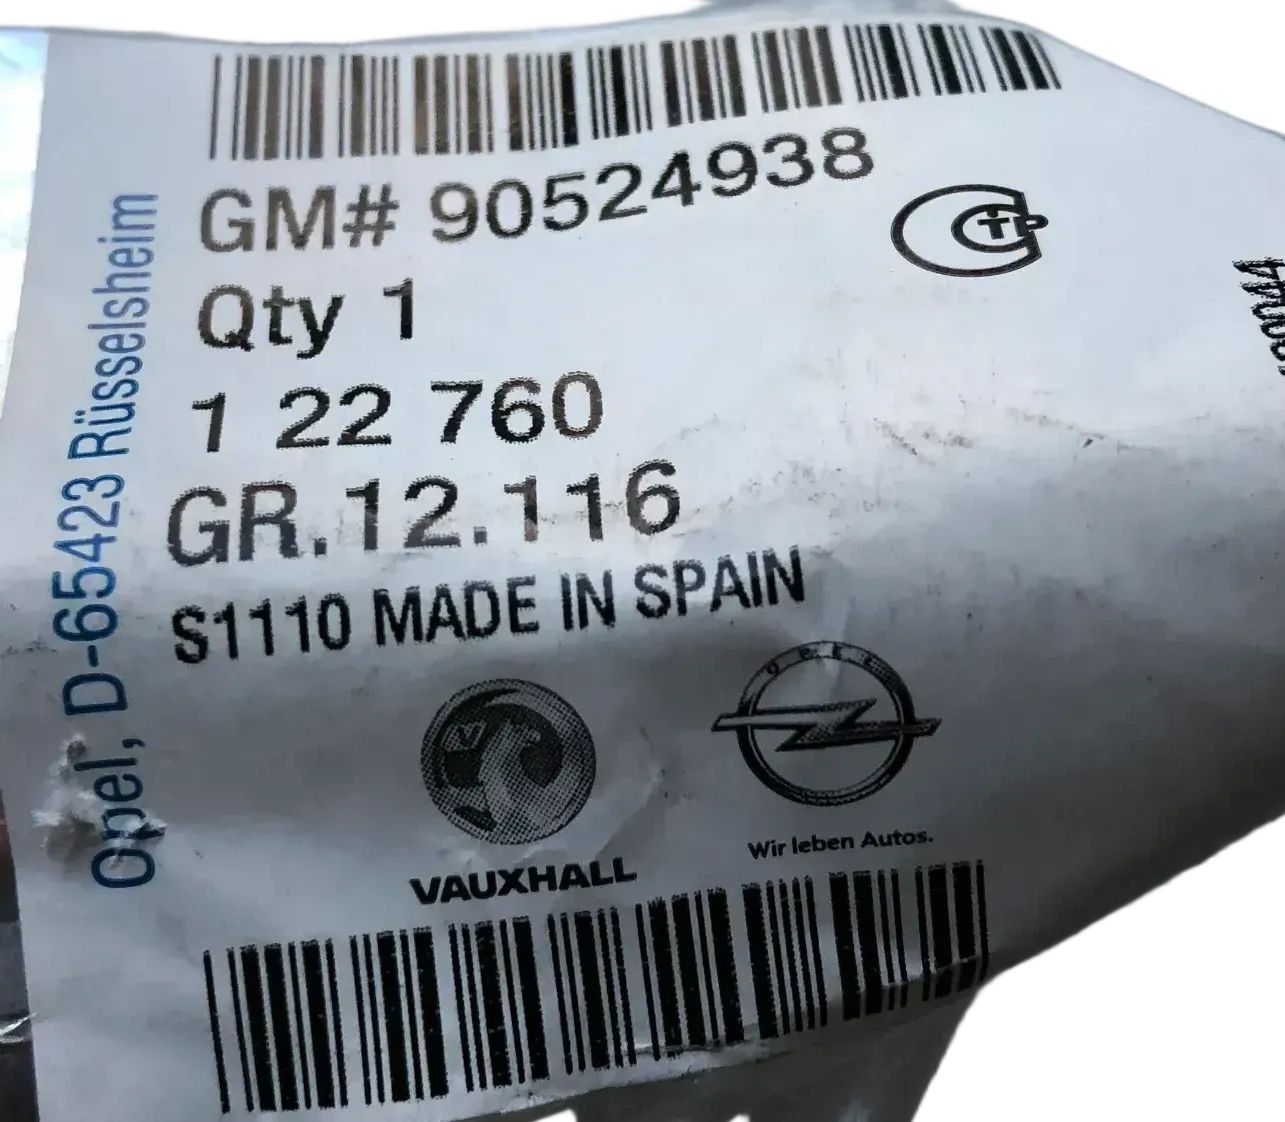 GM# 90524938
Qty 1
1 22 760
GR.12.116
S1110 MADE IN SPAIN
Opel, D-65423 Rüsselsheim
V
OPEL
VAUXHALL
Wir leben Autos.